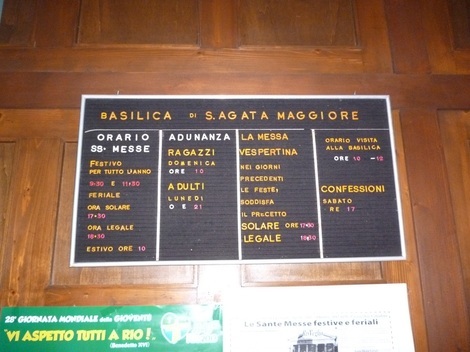 BASILICA DI S. AGATA MAGGIORE
ORARIO
SS. MESSE
FESTIVO
PER TUTTO L'ANNO
9:30 E 11:30
FERIALE
ORA SOLARE
17:30
ORA LEGALE
18:30
ESTIVO ORE 10
ADUNANZA
RAGAZZI
DOMENICA
ORE 10
ADULTI
LUNEDI
O E 21
LA MESSA
VESPERTINA
NEI GIORNI
PRECEDENTI
LE FESTE:
SODDISFA
IL PRECETTO
SOLARE ORE 17:30
LEGALE 18:30
ORARIO VISITA
ALLA BASILICA
ORE 10 - 12
CONFESSIONI
SABATO
RE 17
28ª GIORNATA MONDIALE della GIOVENTÙ
"VI ASPETTO TUTTI A RIO!"
(Benedetto XVI)
Le Sante Messe festive e feriali